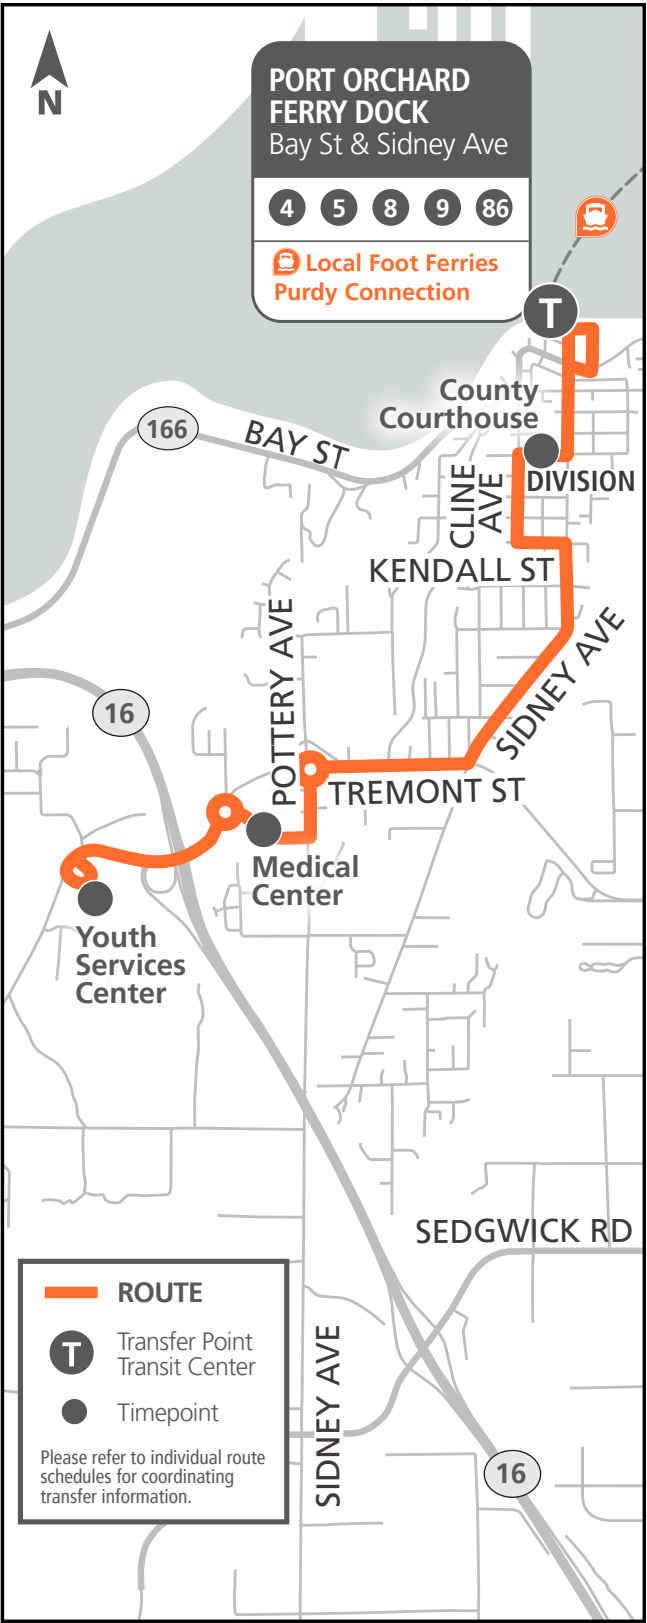 N
PORT ORCHARD
FERRY DOCK
Bay St & Sidney Ave
4 5 8 9 86
Local Foot Ferries
Purdy Connection
T
County
Courthouse
166
BAY ST
DIVISION
CLINE
AVE
KENDALL ST
POTTERY AVE
SIDNEY AVE
16
TREMONT ST
Medical
Center
Youth
Services
Center
SEDGWICK RD
ROUTE
T
Transfer Point
Transit Center
Timepoint
Please refer to individual route
schedules for coordinating
transfer information.
SIDNEY AVE
16